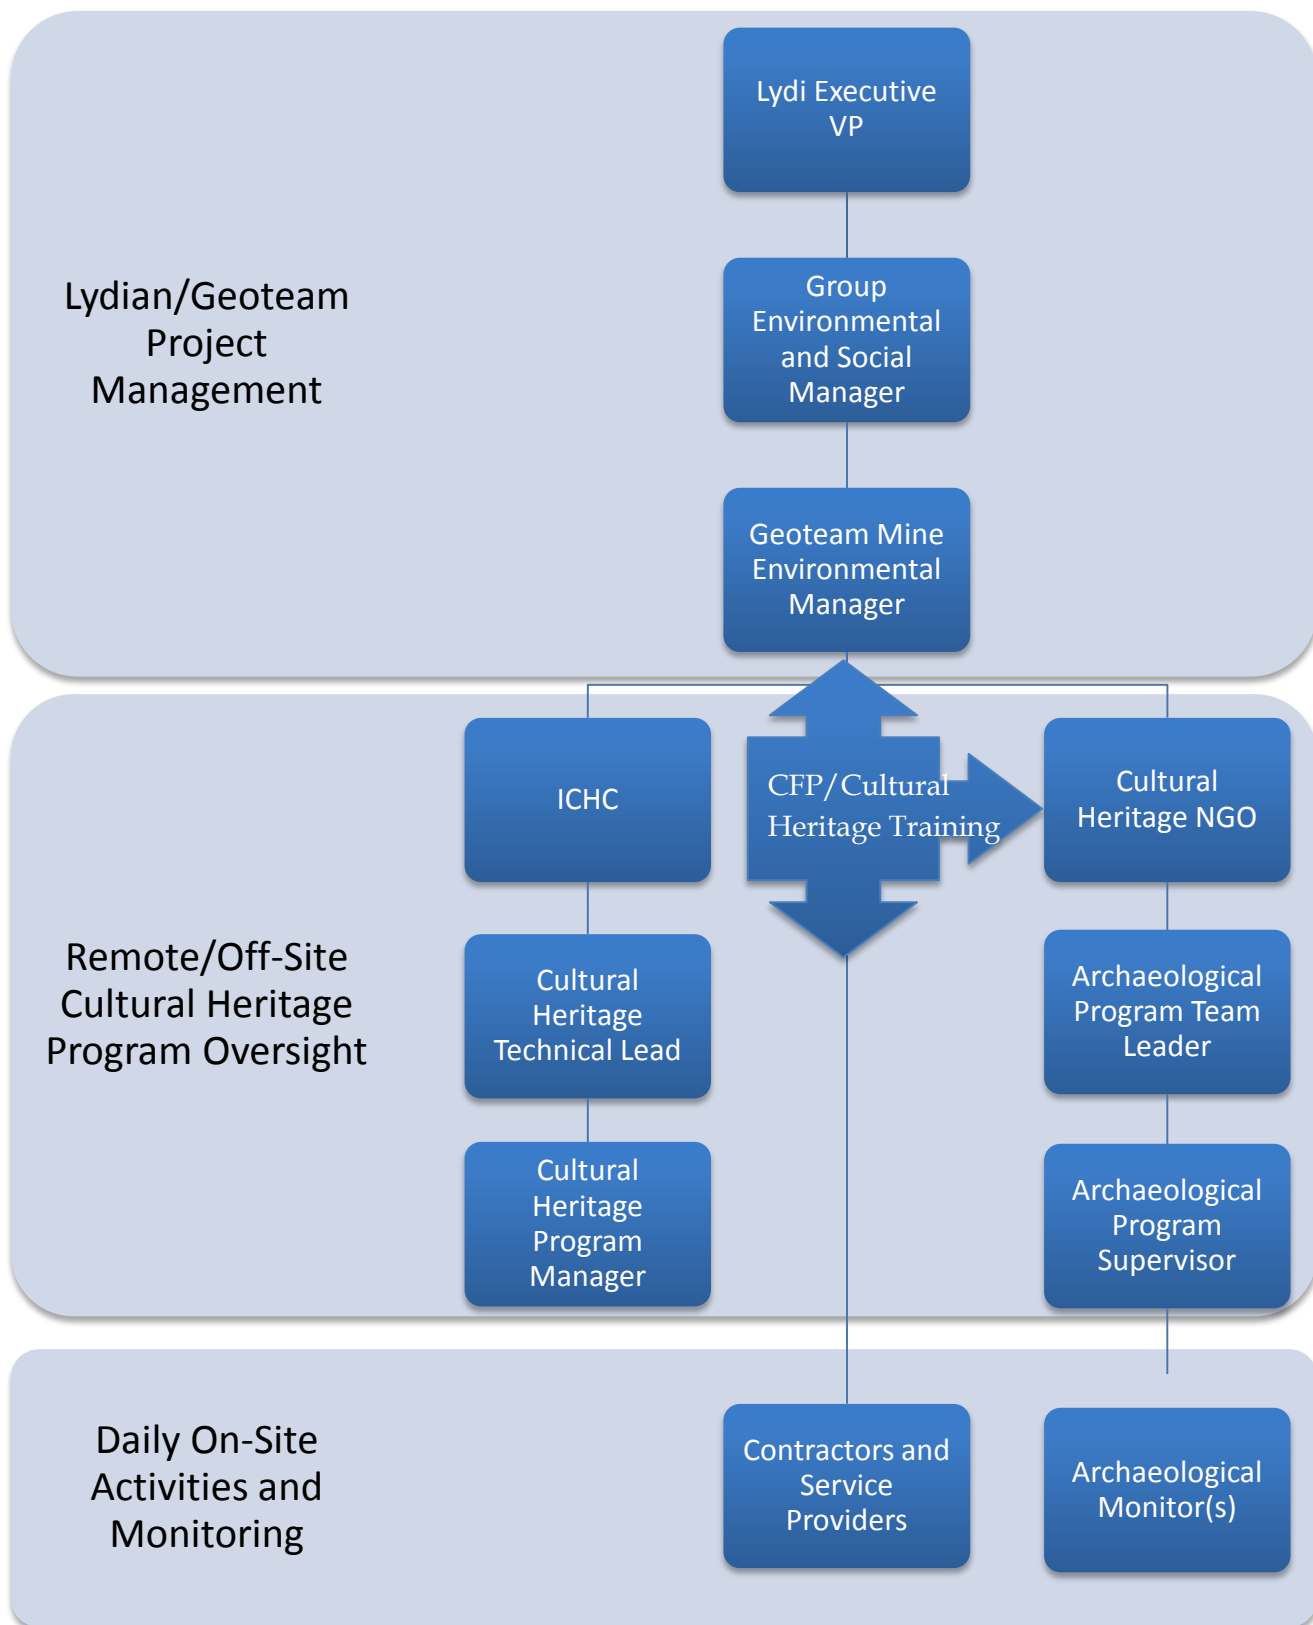 Lydi Executive
VP
Lydian/Geoteam
Project
Management
Group
Environmental
and Social
Manager
Geoteam Mine
Environmental
Manager
ICHC
CFP/Cultural
Heritage Training
Cultural
Heritage NGO
Remote/Off-Site
Cultural Heritage
Program Oversight
Cultural
Heritage
Technical Lead
Archaeological
Program Team
Leader
Cultural
Heritage
Program
Manager
Archaeological
Program
Supervisor
Daily On-Site
Activities and
Monitoring
Contractors and
Service
Providers
Archaeological
Monitor(s)